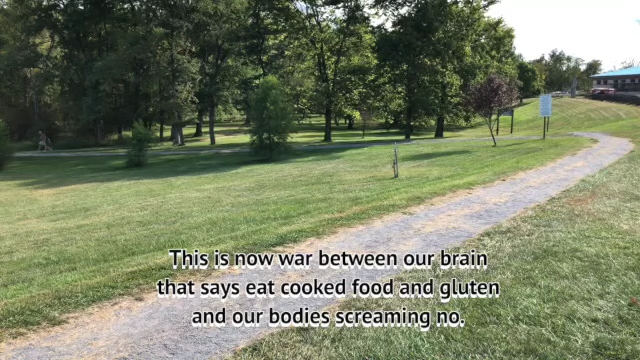 This is now war between our brain
that says eat cooked food and gluten
and our bodies screaming no.